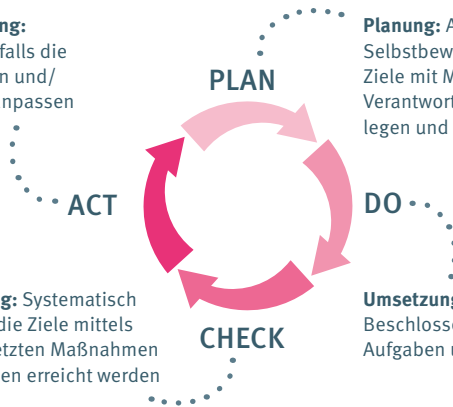 ng:
falls die
n und/
npassen
PLAN
Planung: A
Selbstbew
Ziele mit M
Verantwort
legen und
ACT
DO
g: Systematisch
die Ziele mittels
etzten Maßnahmen
en erreicht werden
CHECK
Umsetzung
Beschlosse
Aufgaben u